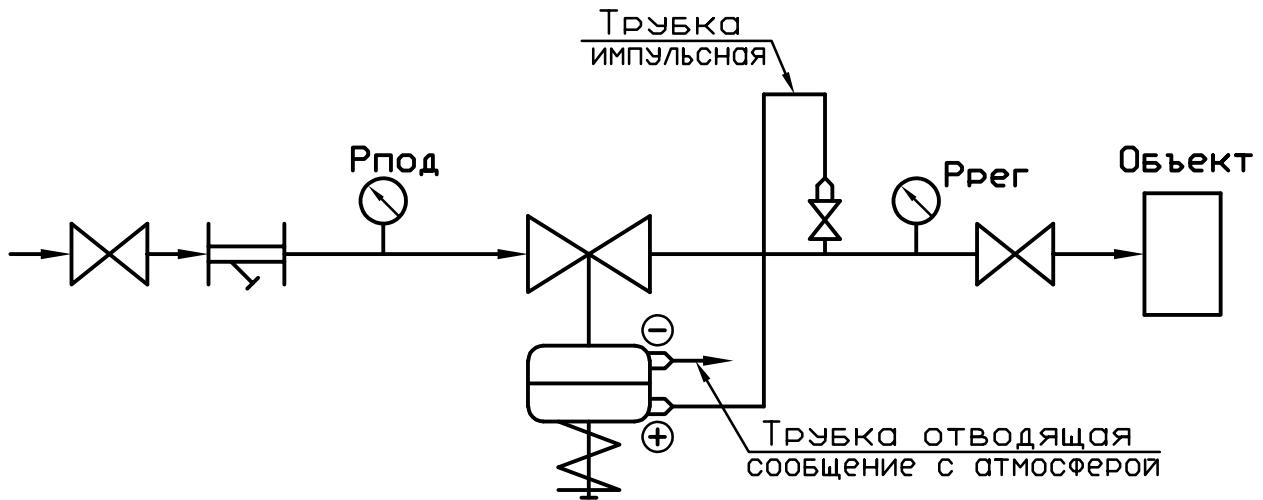 Трубка
импульсная
Рпод
Ррег
Объект
−
+
Трубка отводящая
сообщение с атмосферой